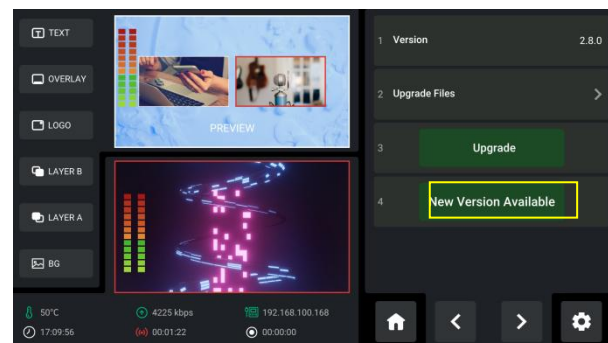 TEXT
OVERLAY
LOGO
LAYER B
LAYER A
BG
PREVIEW
50°C
4225 kbps
192.168.100.168
17:09:56
00:01:22
00:00:00
1 Version 2.8.0
2 Upgrade Files
3 Upgrade
4 New Version Available